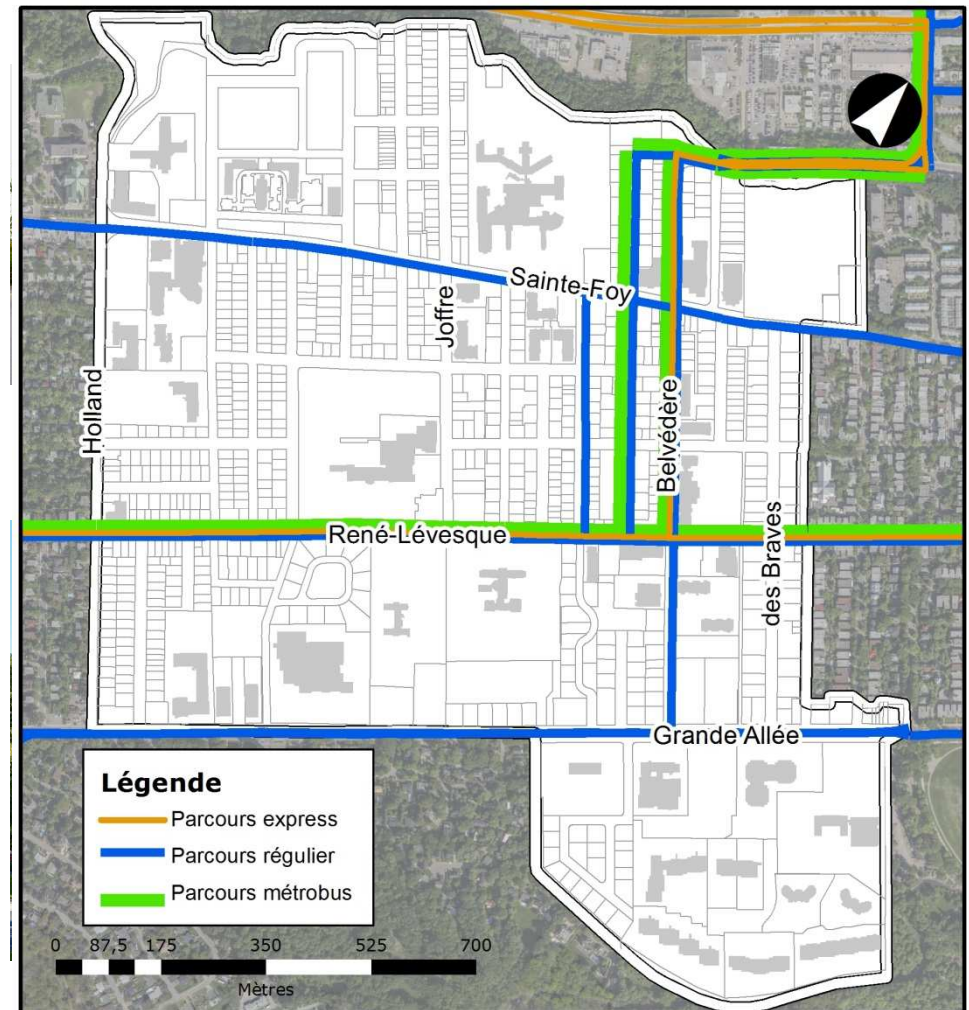 Sainte-Foy
Joffre
Holland
Belvédère
René-Lévesque
des Braves
Grande Allée
Légende
Parcours express
Parcours régulier
Parcours métrobus
0 87,5 175 350 525 700
Mètres